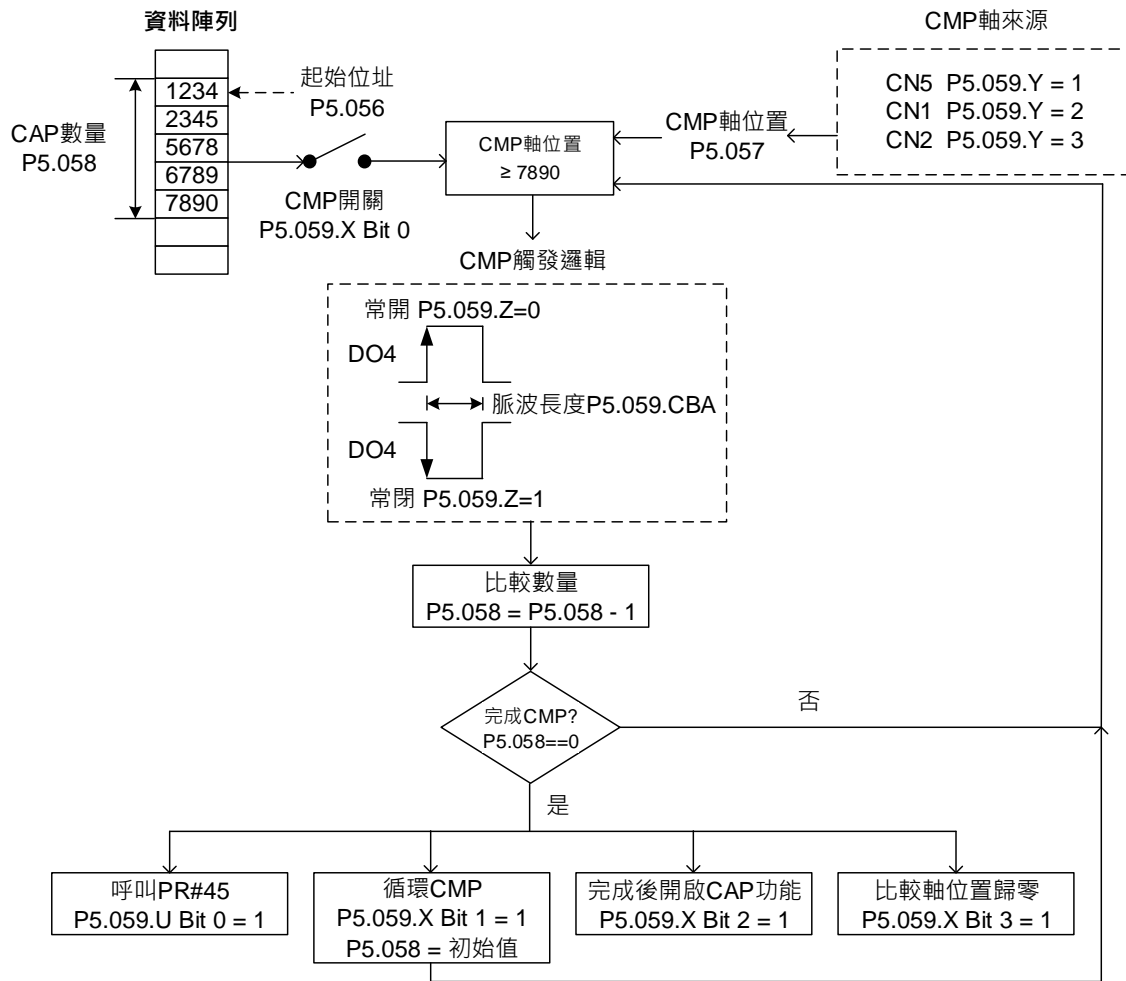 資料陣列
CMP軸來源
1234
2345
5678
6789
7890
CAP數量
P5.058
起始位址
P5.056
CMP開關
P5.059.X Bit 0
CMP軸位置
≥ 7890
CMP軸位置
P5.057
CN5 P5.059.Y = 1
CN1 P5.059.Y = 2
CN2 P5.059.Y = 3
CMP觸發邏輯
常開 P5.059.Z=0
DO4
脈波長度P5.059.CBA
DO4
常閉 P5.059.Z=1
比較數量
P5.058 = P5.058 - 1
完成CMP?
P5.058==0
否
是
呼叫PR#45
P5.059.U Bit 0 = 1
循環CMP
P5.059.X Bit 1 = 1
P5.058 = 初始值
完成後開啟CAP功能
P5.059.X Bit 2 = 1
比較軸位置歸零
P5.059.X Bit 3 = 1